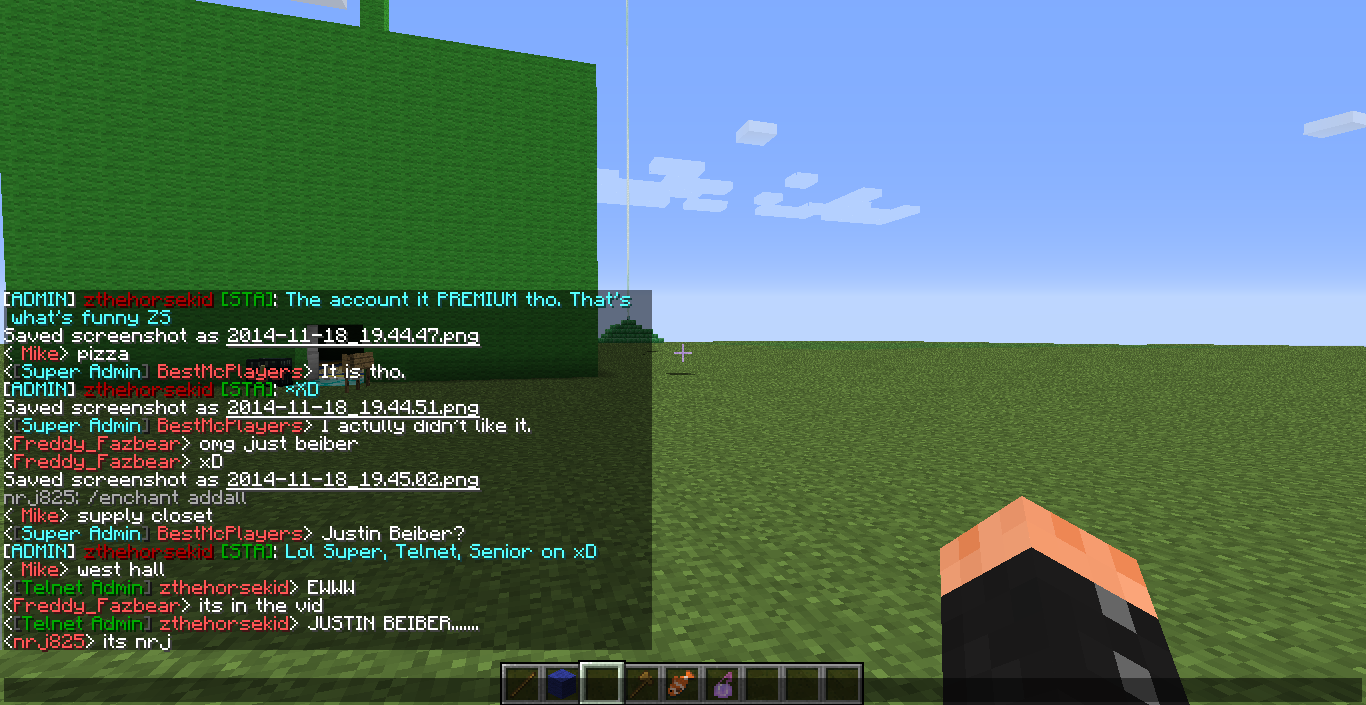 [ADMIN] zthehorsekid [STA]: The account it PREMIUM tho. That's
what's funny ZS
Saved screenshot as 2014-11-18_19.44.47.png
< Mike> pizza
<[Super Admin] BestMcPlayers> It is tho.
[ADMIN] zthehorsekid [STA]: *XD
Saved screenshot as 2014-11-18_19.44.51.png
<[Super Admin] BestMcPlayers> I actully didn't like it.
<Freddy_Fazbear> omg just beiber
<Freddy_Fazbear> xD
Saved screenshot as 2014-11-18_19.45.02.png
nrj825: /enchant addall
< Mike> supply closet
<[Super Admin] BestMcPlayers> Justin Beiber?
[ADMIN] zthehorsekid [STA]: Lol Super, Telnet, Senior on xD
< Mike> west hall
<[Telnet Admin] zthehorsekid> EWWW
<Freddy_Fazbear> its in the vid
<[Telnet Admin] zthehorsekid> JUSTIN BEIBER......
<nrj825> its nrj